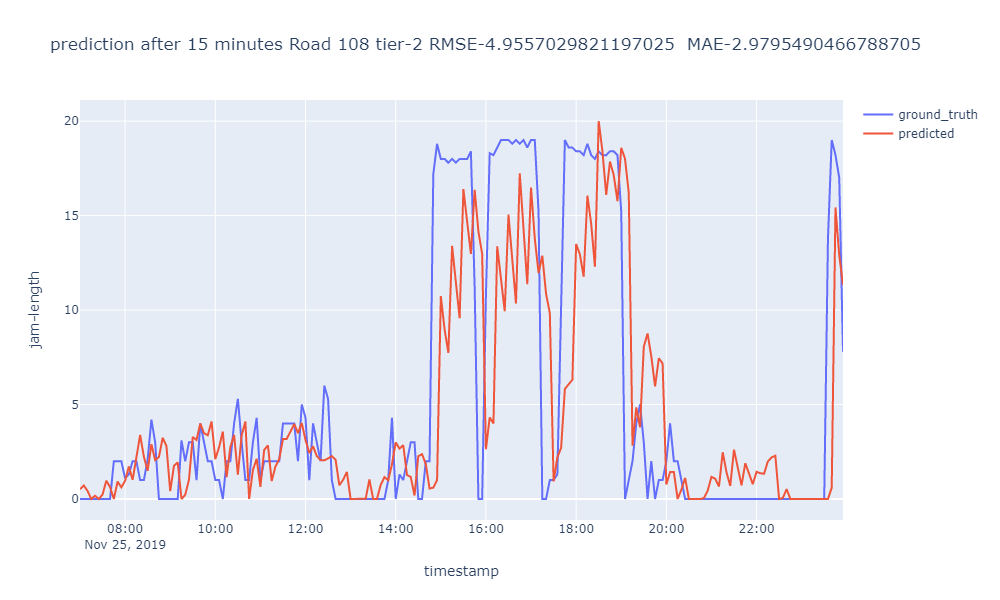 prediction after 15 minutes Road 108 tier-2 RMSE-4.9557029821197025  MAE-2.9795490466788705
ground_truth
predicted
20
15
10
5
0
jam-length
08:00 10:00 12:00 14:00 16:00 18:00 20:00 22:00
Nov 25, 2019
timestamp